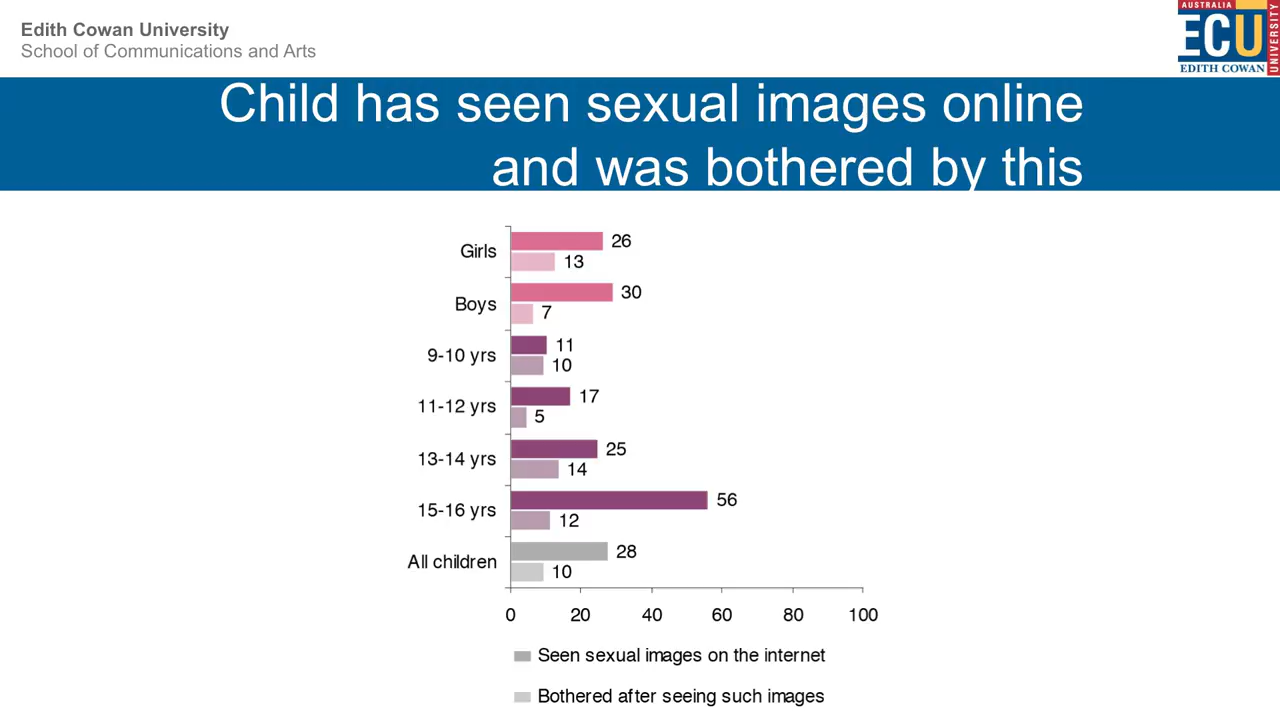 Edith Cowan University
School of Communications and Arts
AUSTRALIA
ECU
EDITH COWAN
UNIVERSITY
Child has seen sexual images online
and was bothered by this
Girls
26
13
Boys
30
7
9-10 yrs
11
10
11-12 yrs
17
5
13-14 yrs
25
14
15-16 yrs
56
12
All children
28
10
0 20 40 60 80 100
Seen sexual images on the internet
Bothered after seeing such images